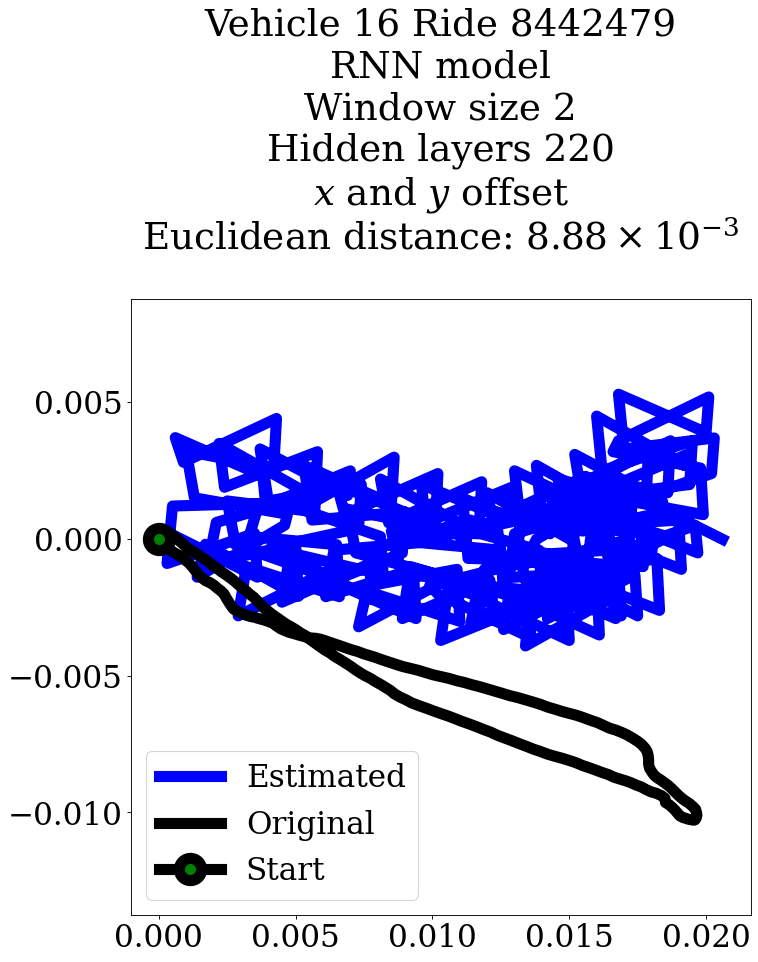 Vehicle 16 Ride 8442479
RNN model
Window size 2
Hidden layers 220
x and y offset
Euclidean distance: 8.88 × 10⁻³
0.005
0.000
−0.005
−0.010
Estimated
Original
Start
0.000 0.005 0.010 0.015 0.020